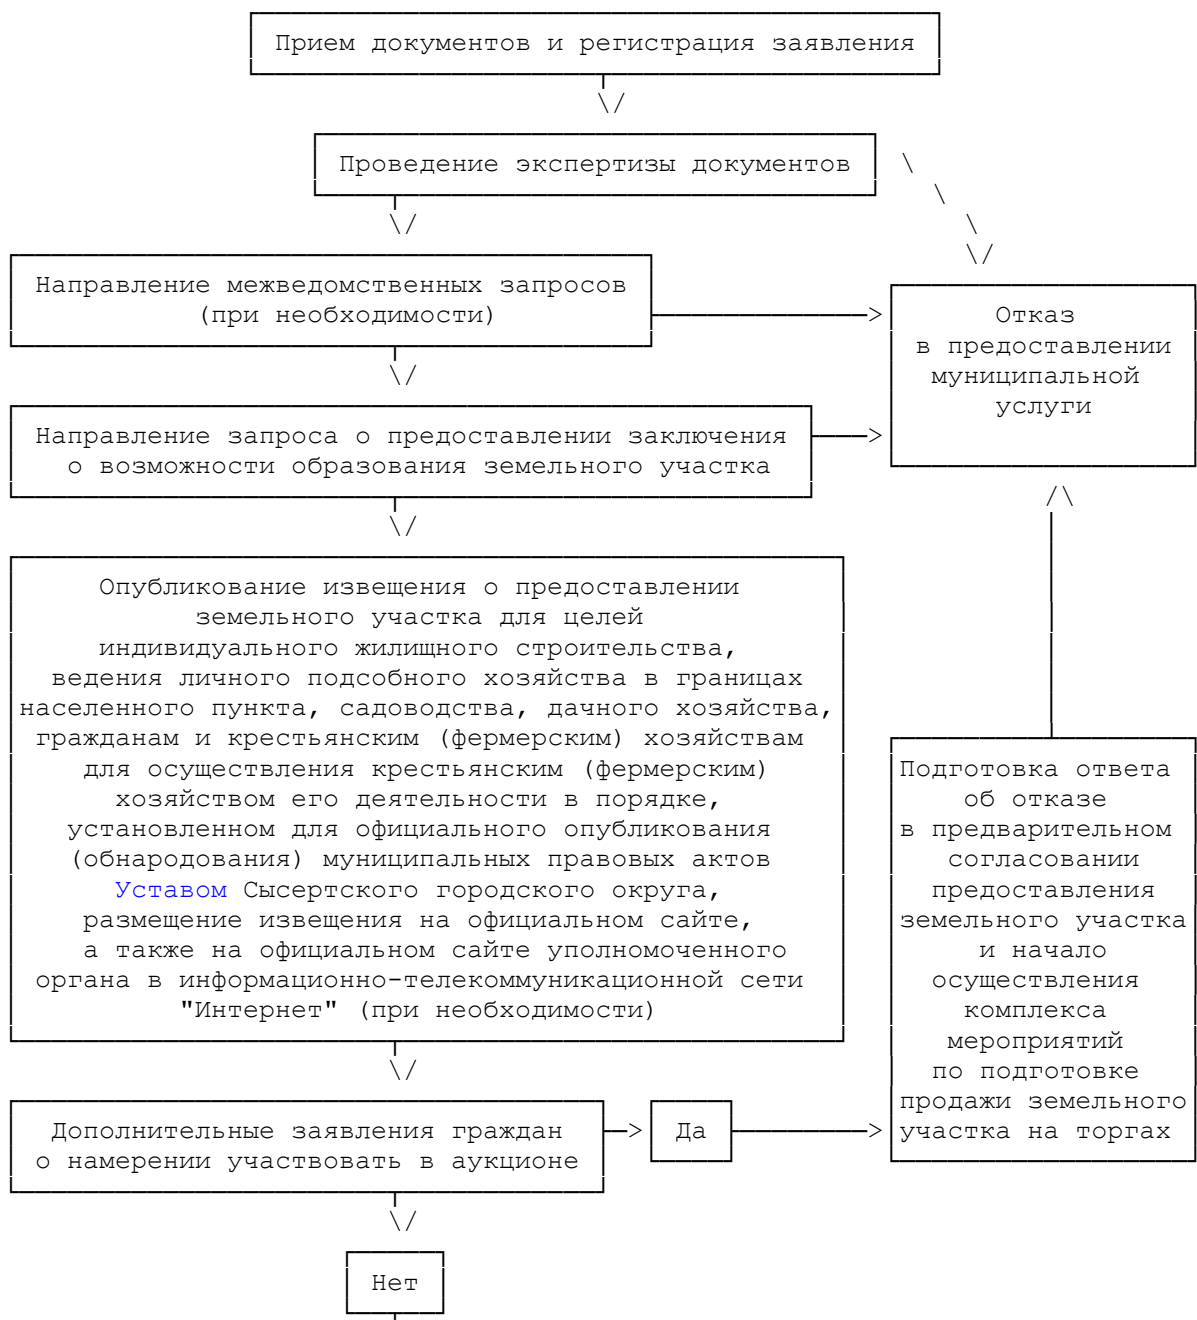 Прием документов и регистрация заявления
Проведение экспертизы документов
Направление межведомственных запросов
(при необходимости)
Отказ
в предоставлении
муниципальной
услуги
Направление запроса о предоставлении заключения
о возможности образования земельного участка
Опубликование извещения о предоставлении
земельного участка для целей
индивидуального жилищного строительства,
ведения личного подсобного хозяйства в границах
населенного пункта, садоводства, дачного хозяйства,
гражданам и крестьянским (фермерским) хозяйствам
для осуществления крестьянским (фермерским)
хозяйством его деятельности в порядке,
установленном для официального опубликования
(обнародования) муниципальных правовых актов
Уставом Сысертского городского округа,
размещение извещения на официальном сайте,
а также на официальном сайте уполномоченного
органа в информационно-телекоммуникационной сети
"Интернет" (при необходимости)
Подготовка ответа
об отказе
в предварительном
согласовании
предоставления
земельного участка
и начало
осуществления
комплекса
мероприятий
по подготовке
продажи земельного
участка на торгах
Дополнительные заявления граждан
о намерении участвовать в аукционе
Да
Нет